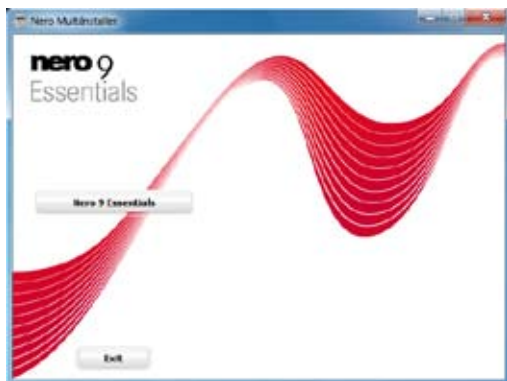 Nero MultiInstaller
nero 9
Essentials
Nero 9 Essentials
Exit